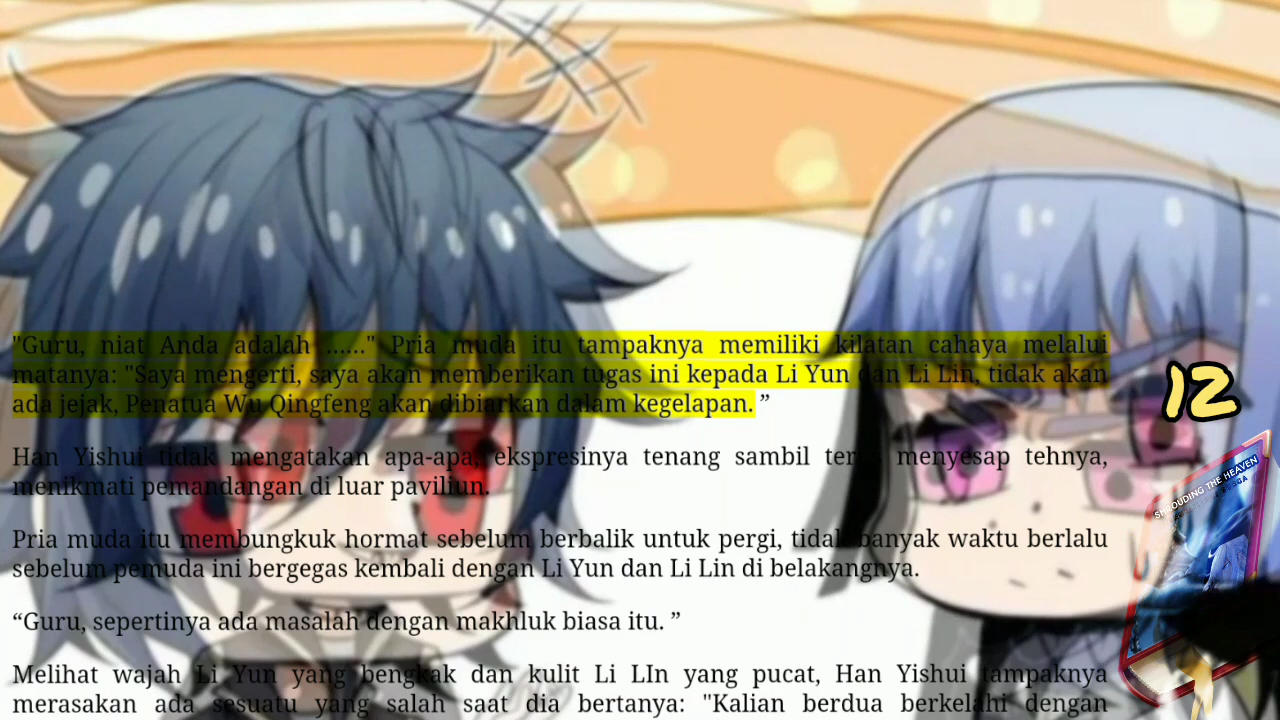 "Guru, niat Anda adalah ......" Pria muda itu tampaknya memiliki kilatan cahaya melalui
matanya: "Saya mengerti, saya akan memberikan tugas ini kepada Li Yun dan Li Lin, tidak akan
ada jejak, Penatua Wu Qingfeng akan dibiarkan dalam kegelapan. ”
Han Yishui tidak mengatakan apa-apa, ekspresinya tenang sambil terus menyesap tehnya,
menikmati pemandangan di luar paviliun.
Pria muda itu membungkuk hormat sebelum berbalik untuk pergi, tidak banyak waktu berlalu
sebelum pemuda ini bergegas kembali dengan Li Yun dan Li Lin di belakangnya.
“Guru, sepertinya ada masalah dengan makhluk biasa itu. ”
Melihat wajah Li Yun yang bengkak dan kulit Li LIn yang pucat, Han Yishui tampaknya
merasakan ada sesuatu yang salah saat dia bertanya: "Kalian berdua berkelahi dengan
12
SHROUDING THE HEAVEN